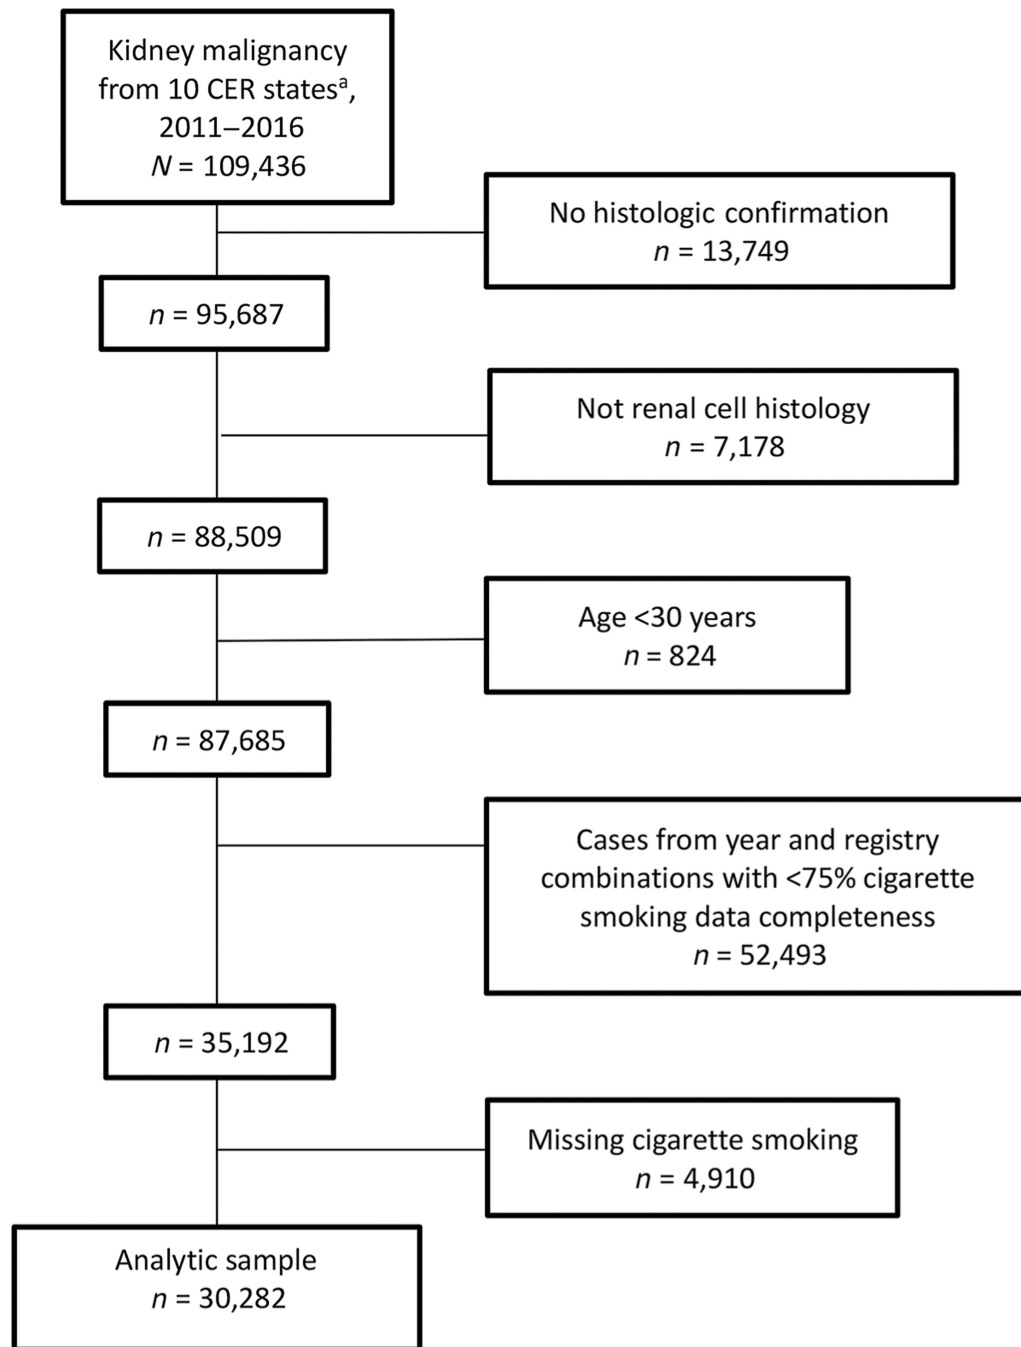 Kidney malignancy
from 10 CER statesᵃ,
2011–2016
N = 109,436
No histologic confirmation
n = 13,749
n = 95,687
Not renal cell histology
n = 7,178
n = 88,509
Age <30 years
n = 824
n = 87,685
Cases from year and registry
combinations with <75% cigarette
smoking data completeness
n = 52,493
n = 35,192
Missing cigarette smoking
n = 4,910
Analytic sample
n = 30,282